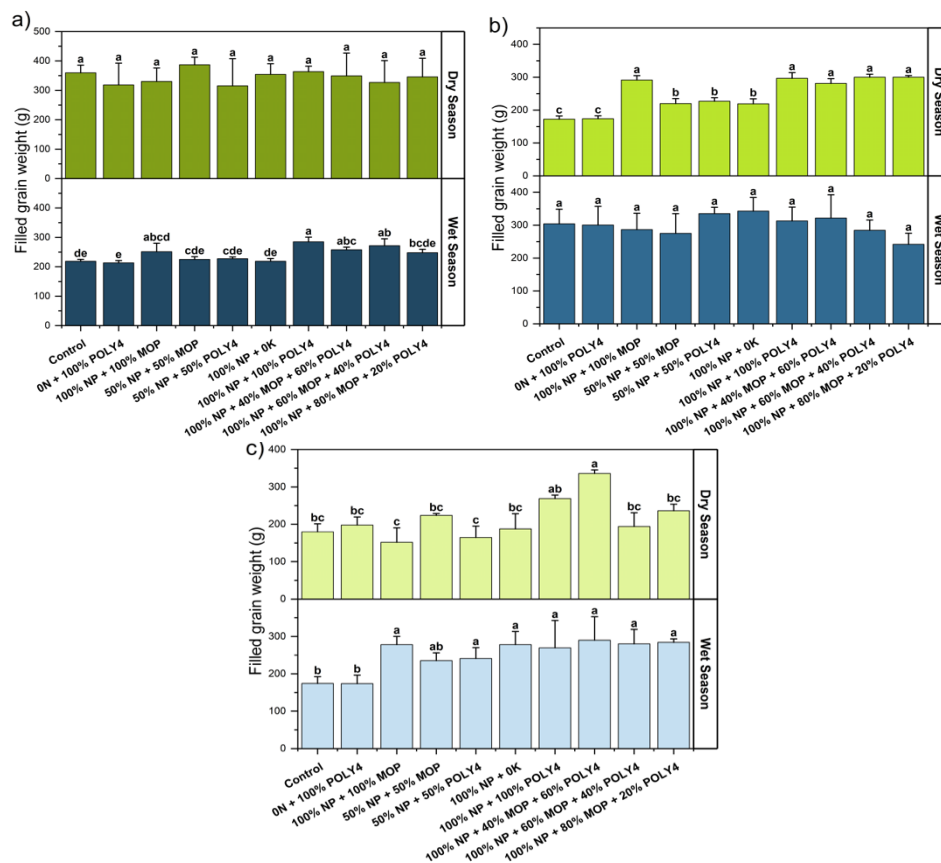 a)
Filled grain weight (g)
500
400
300
200
100
0
a a a a a a a a a a
Dry Season
400
300
200
100
0
de e abcd cde cde de a abc ab bcde
Wet Season
Control
0N + 100% POLY4
100% NP + 100% MOP
50% NP + 50% MOP
50% NP + 50% POLY4
100% NP + 0K
100% NP + 100% POLY4
100% NP + 40% MOP + 60% POLY4
100% NP + 60% MOP + 40% POLY4
100% NP + 80% MOP + 20% POLY4
b)
Filled grain weight (g)
400
300
200
100
0
c c a b b b a a a a
Dry Season
400
300
200
100
0
a a a a a a a a a a
Wet Season
Control
0N + 100% POLY4
100% NP + 100% MOP
50% NP + 50% MOP
50% NP + 50% POLY4
100% NP + 0K
100% NP + 100% POLY4
100% NP + 40% MOP + 60% POLY4
100% NP + 60% MOP + 40% POLY4
100% NP + 80% MOP + 20% POLY4
c)
Filled grain weight (g)
400
300
200
100
0
bc bc c bc c bc ab a bc bc
Dry Season
300
200
100
0
b b a ab a a a a a a
Wet Season
Control
0N + 100% POLY4
100% NP + 100% MOP
50% NP + 50% MOP
50% NP + 50% POLY4
100% NP + 0K
100% NP + 100% POLY4
100% NP + 40% MOP + 60% POLY4
100% NP + 60% MOP + 40% POLY4
100% NP + 80% MOP + 20% POLY4